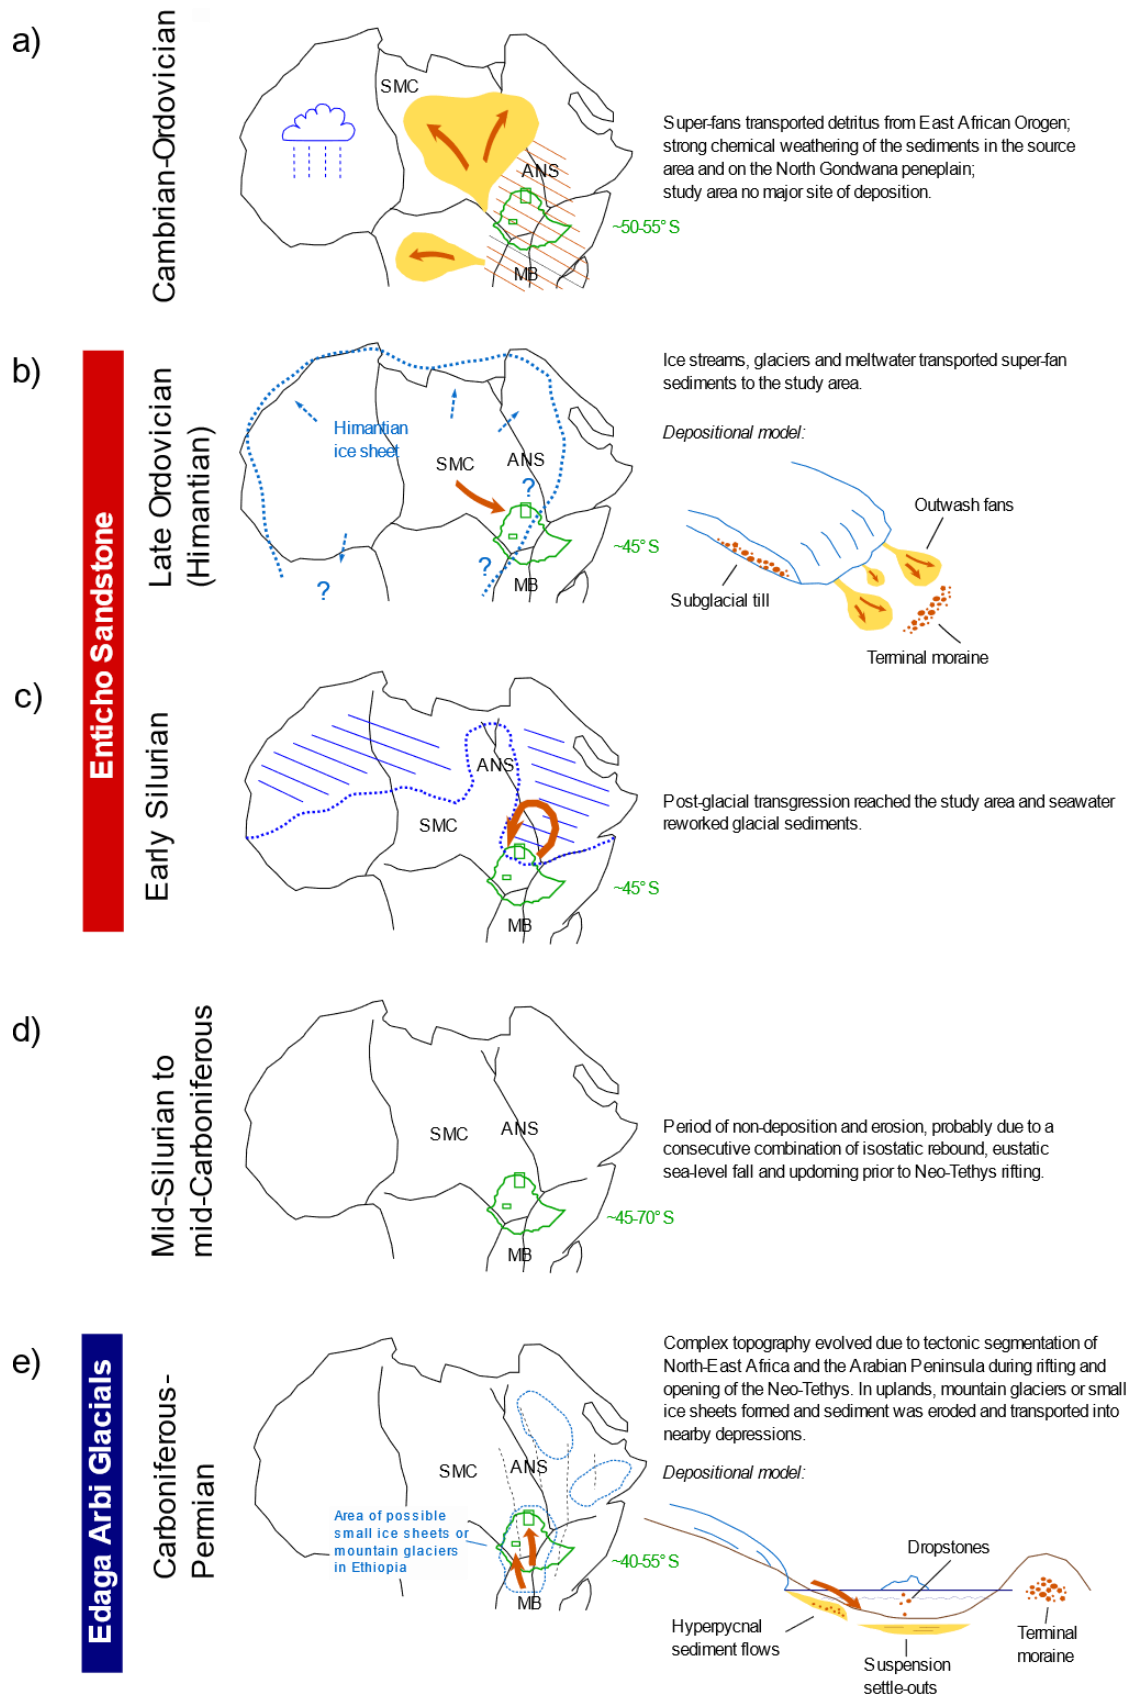 a)
Cambrian-Ordovician
SMC
ANS
MB
~50-55° S
Super-fans transported detritus from East African Orogen;
strong chemical weathering of the sediments in the source
area and on the North Gondwana peneplain;
study area no major site of deposition.
Enticho Sandstone
b)
Late Ordovician
(Hirnantian)
Hirnantian
ice sheet
SMC
ANS
?
?
?
MB
~45° S
Ice streams, glaciers and meltwater transported super-fan
sediments to the study area.
Depositional model:
Outwash fans
Subglacial till
Terminal moraine
c)
Early Silurian
ANS
SMC
MB
~45° S
Post-glacial transgression reached the study area and seawater
reworked glacial sediments.
d)
Mid-Silurian to
mid-Carboniferous
SMC
ANS
MB
~45-70° S
Period of non-deposition and erosion, probably due to a
consecutive combination of isostatic rebound, eustatic
sea-level fall and updoming prior to Neo-Tethys rifting.
Edaga Arbi Glacials
e)
Carboniferous-
Permian
SMC
ANS
Area of possible
small ice sheets or
mountain glaciers
in Ethiopia
MB
~40-55° S
Complex topography evolved due to tectonic segmentation of
North-East Africa and the Arabian Peninsula during rifting and
opening of the Neo-Tethys. In uplands, mountain glaciers or small
ice sheets formed and sediment was eroded and transported into
nearby depressions.
Depositional model:
Dropstones
Hyperpycnal
sediment flows
Suspension
settle-outs
Terminal
moraine